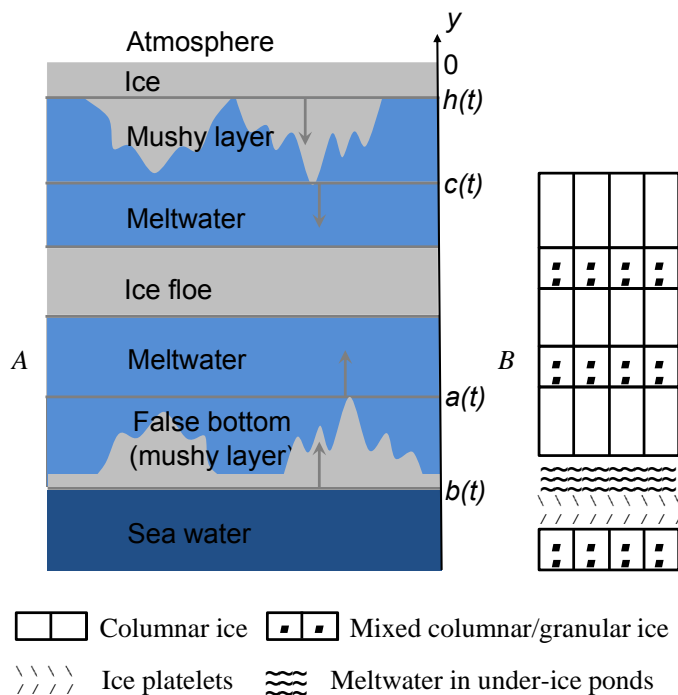 y
Atmosphere
0
Ice
h(t)
Mushy layer
c(t)
Meltwater
Ice floe
A
Meltwater
B
a(t)
False bottom
(mushy layer)
b(t)
Sea water
Columnar ice
Mixed columnar/granular ice
Ice platelets
Meltwater in under-ice ponds